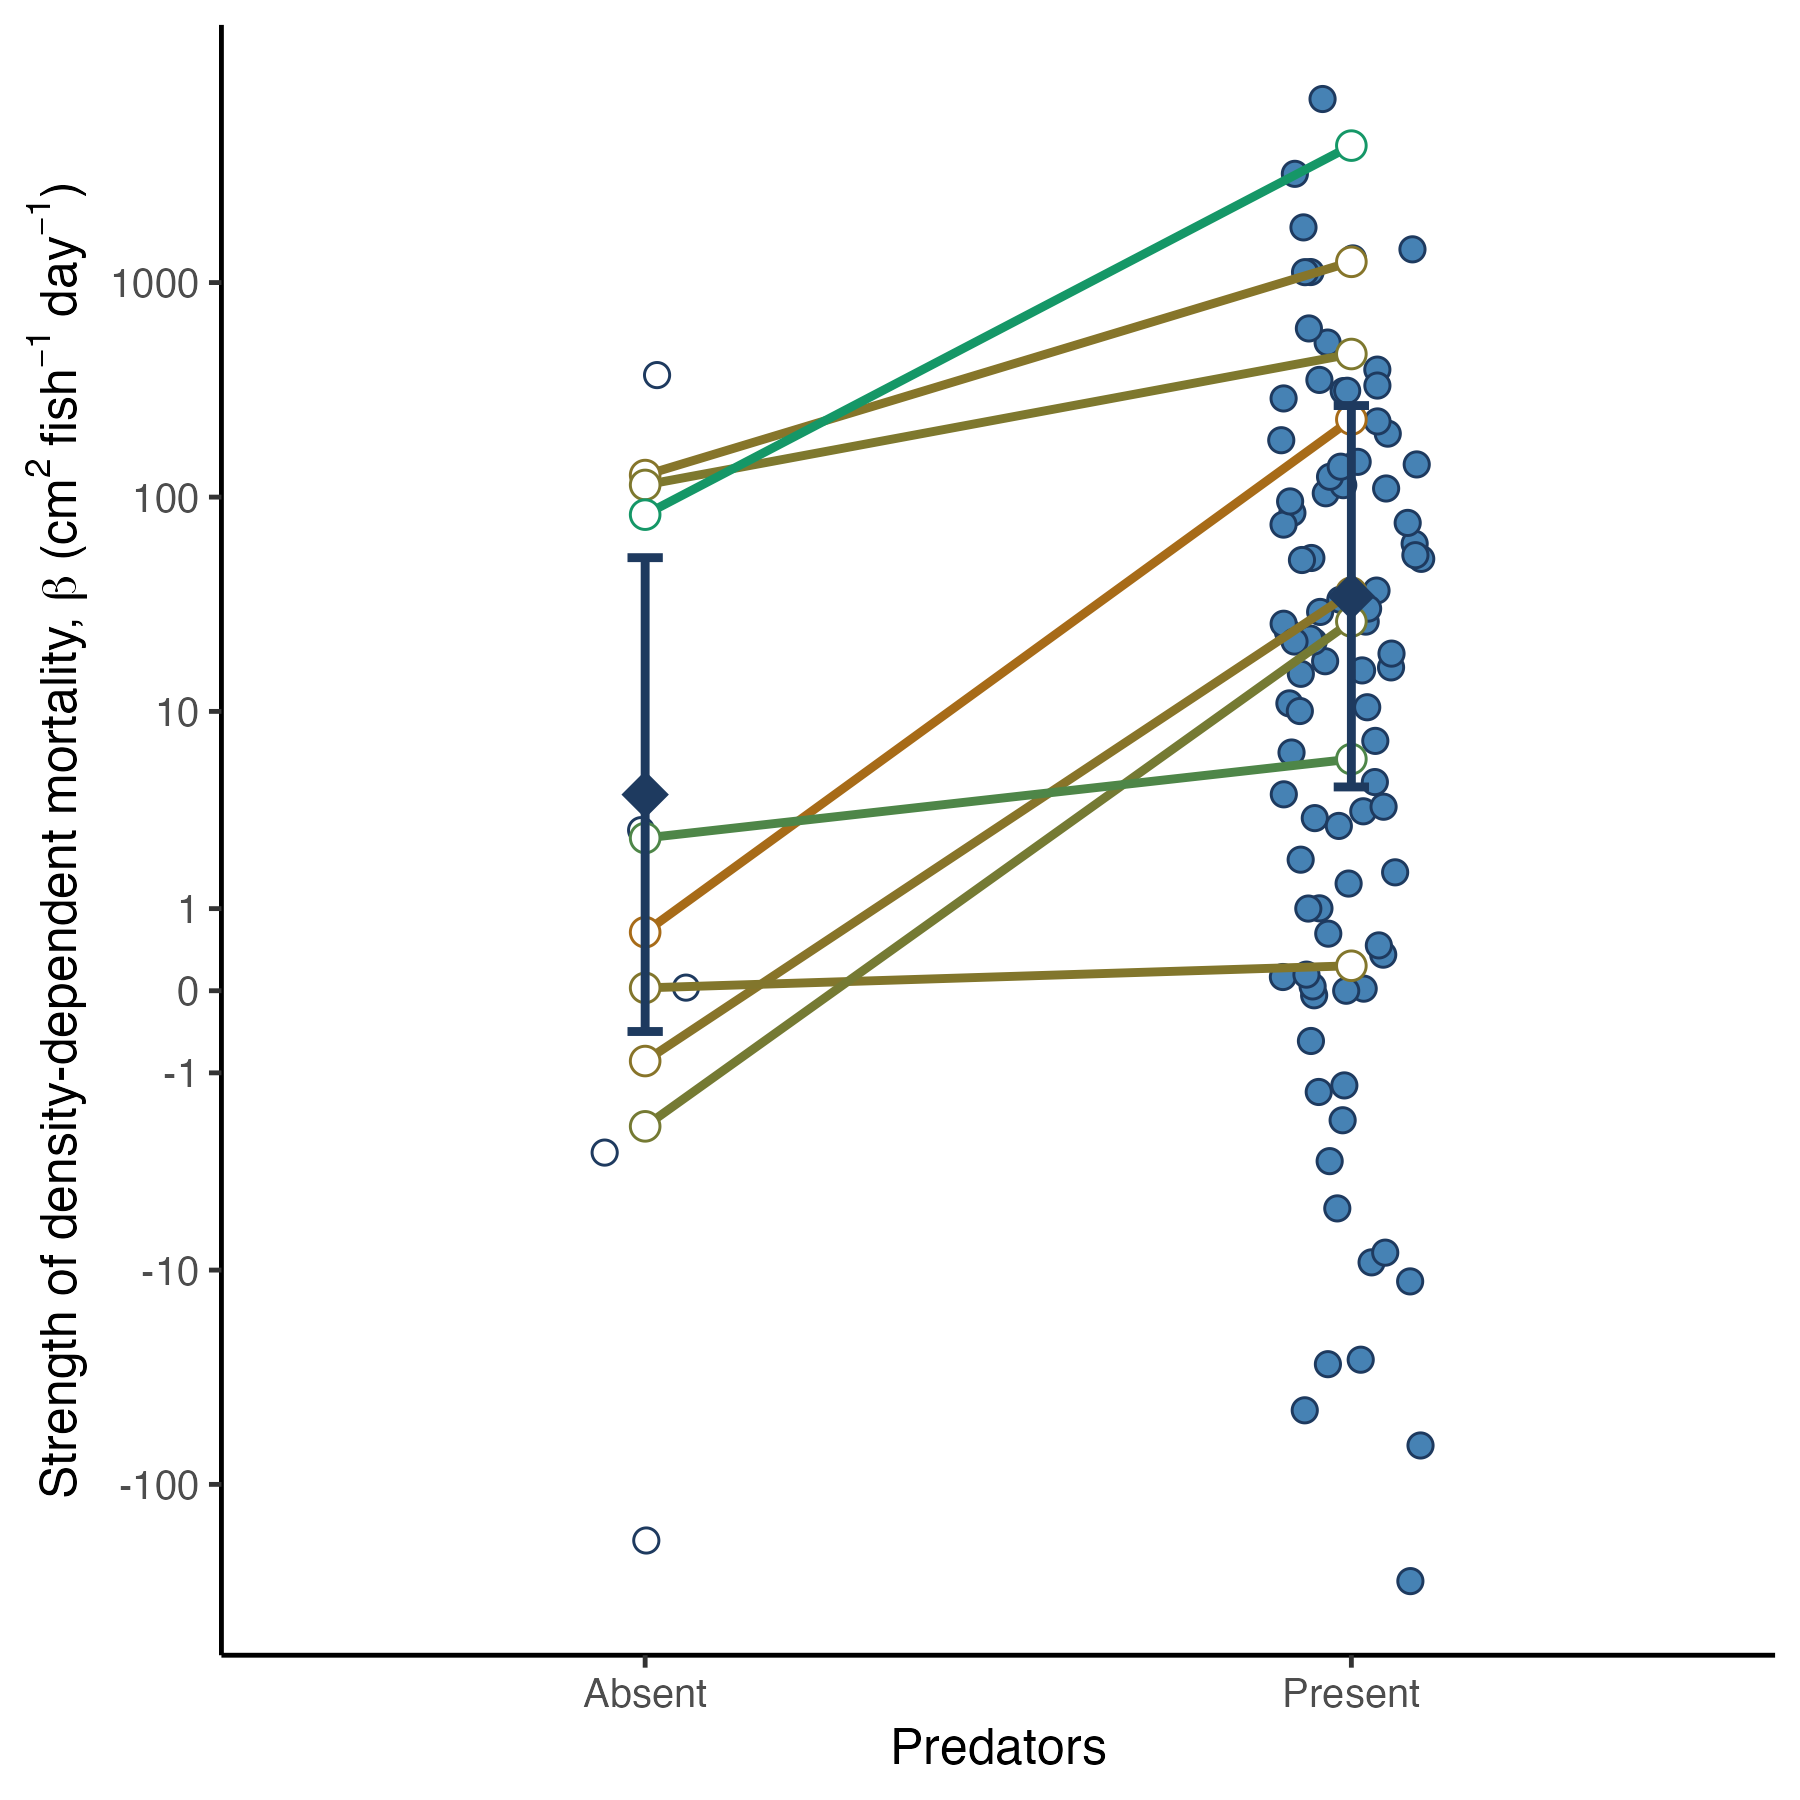 Strength of density-dependent mortality, β (cm² fish⁻¹ day⁻¹)
1000
100
10
1
0
-1
-10
-100
Absent Present
Predators